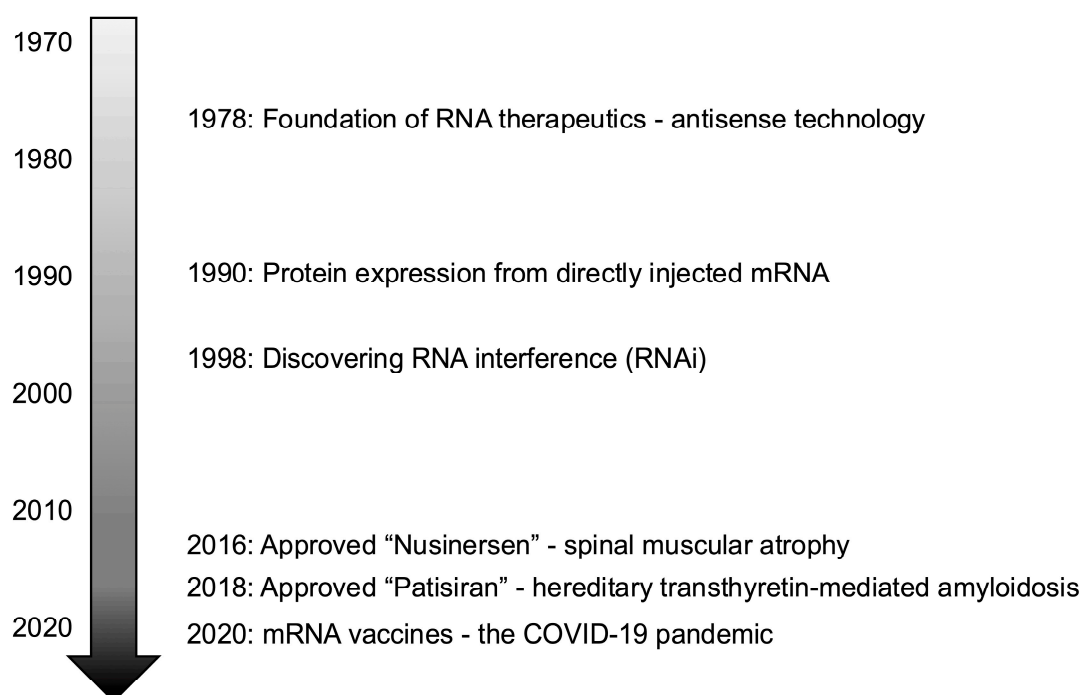 1970
1978: Foundation of RNA therapeutics - antisense technology
1980
1990
1990: Protein expression from directly injected mRNA
1998: Discovering RNA interference (RNAi)
2000
2010
2016: Approved “Nusinersen” - spinal muscular atrophy
2018: Approved “Patisiran” - hereditary transthyretin-mediated amyloidosis
2020
2020: mRNA vaccines - the COVID-19 pandemic